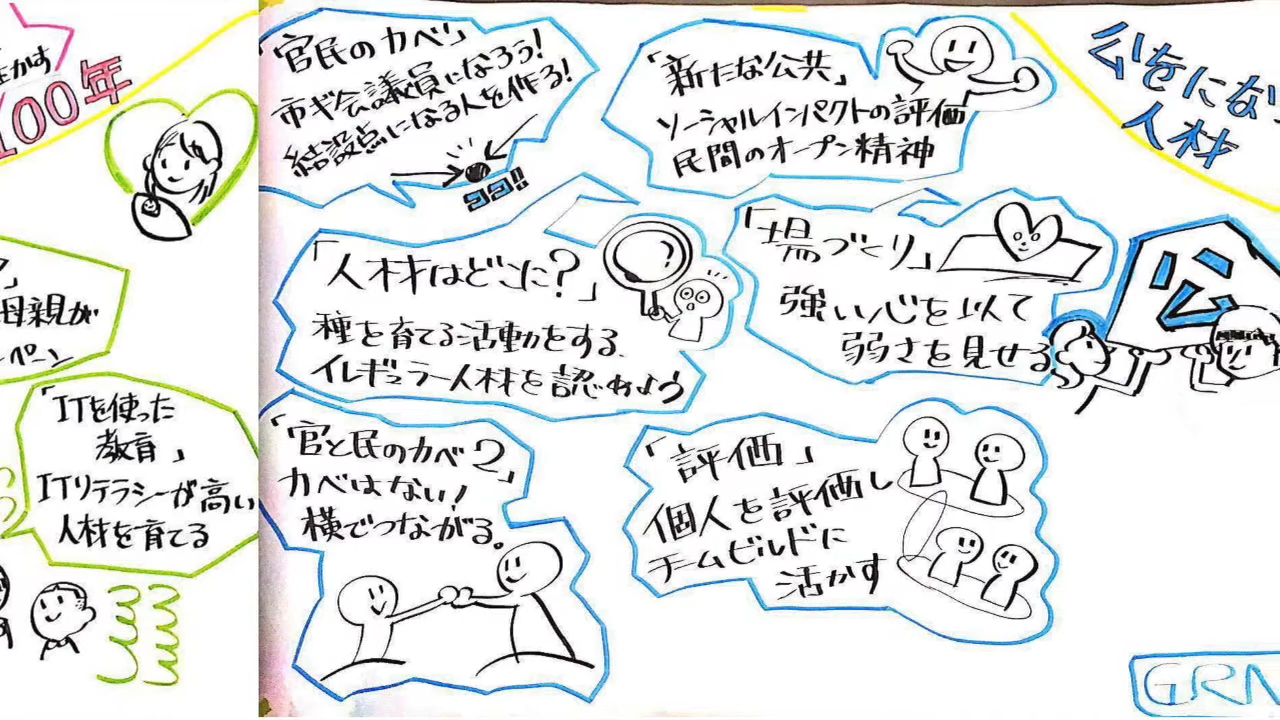 活かす
100年
母親が
ペーン
「ITを使った
教育」
ITリテラシーが高い
人材を育てる
「官民のカベ」
市ギ会議員になろう!
結設点になる人を作る!
ココ!!
「新たな公共」
ソーシャルインパクトの評価
民間のオープン精神
公をになう
人材
「人材はどこだ?」
種を育てる活動をする
イレギュラー人材を認めよう
「場づくり」
強い心を以て
弱さを見せる
公
「官と民のカベ2」
カベはない!
横でつながる。
「評価」
個人を評価し
チームビルドに
活かす
GRN